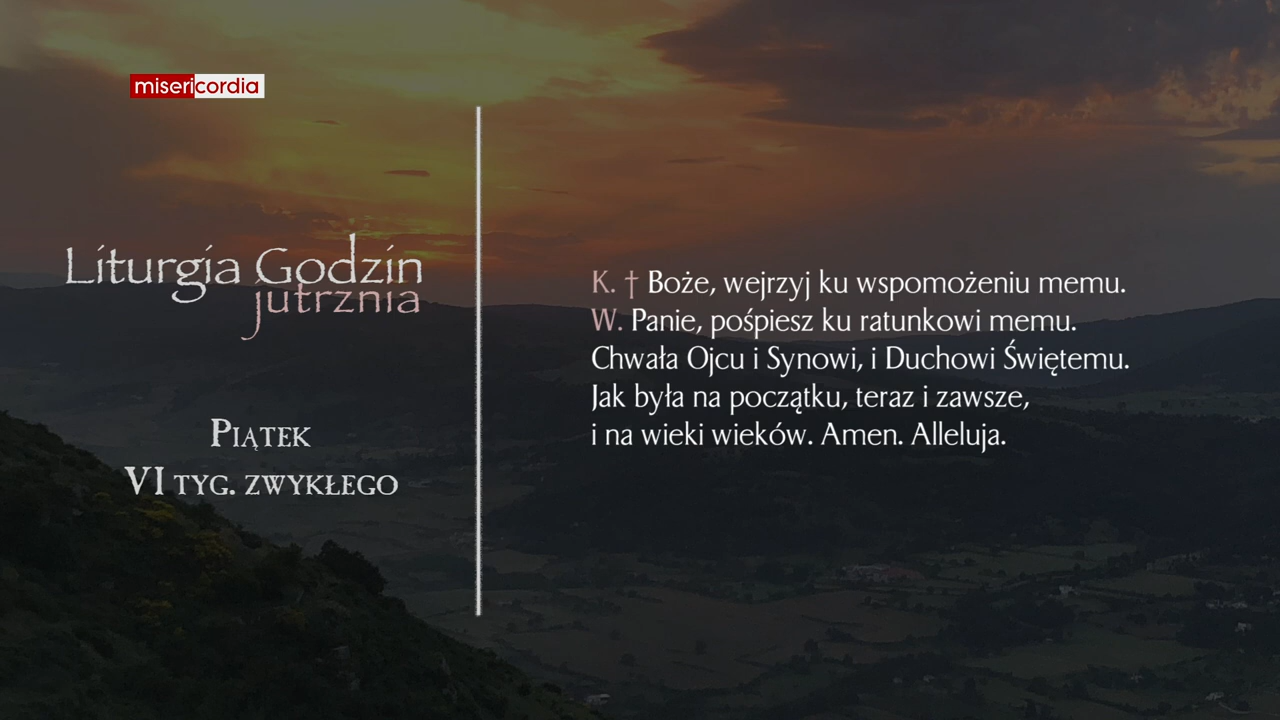 misericordia
Liturgia Godzin
jutrznia
Piątek
VI tyg. zwykłego
K. † Boże, wejrzyj ku wspomożeniu memu.
W. Panie, pośpiesz ku ratunkowi memu.
Chwała Ojcu i Synowi, i Duchowi Świętemu.
Jak była na początku, teraz i zawsze,
i na wieki wieków. Amen. Alleluja.